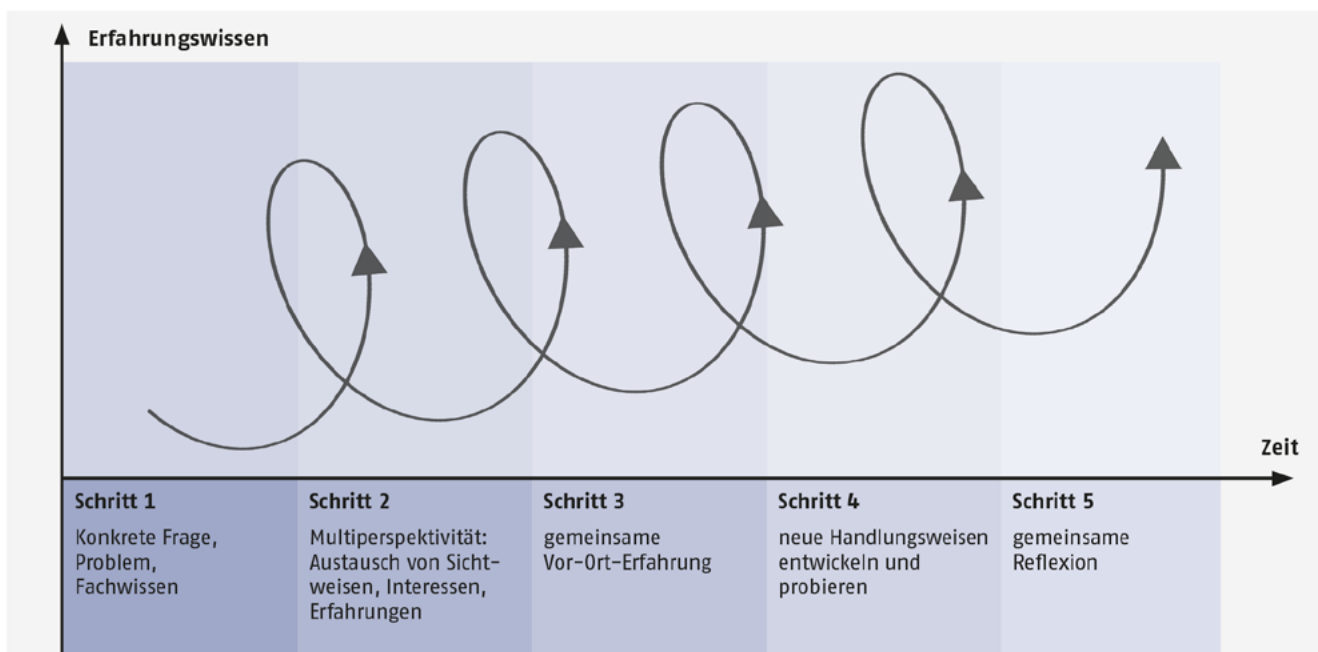 Erfahrungswissen
Zeit
Schritt 1
Konkrete Frage,
Problem,
Fachwissen
Schritt 2
Multiperspektivität:
Austausch von Sicht-
weisen, Interessen,
Erfahrungen
Schritt 3
gemeinsame
Vor-Ort-Erfahrung
Schritt 4
neue Handlungsweisen
entwickeln und
probieren
Schritt 5
gemeinsame
Reflexion